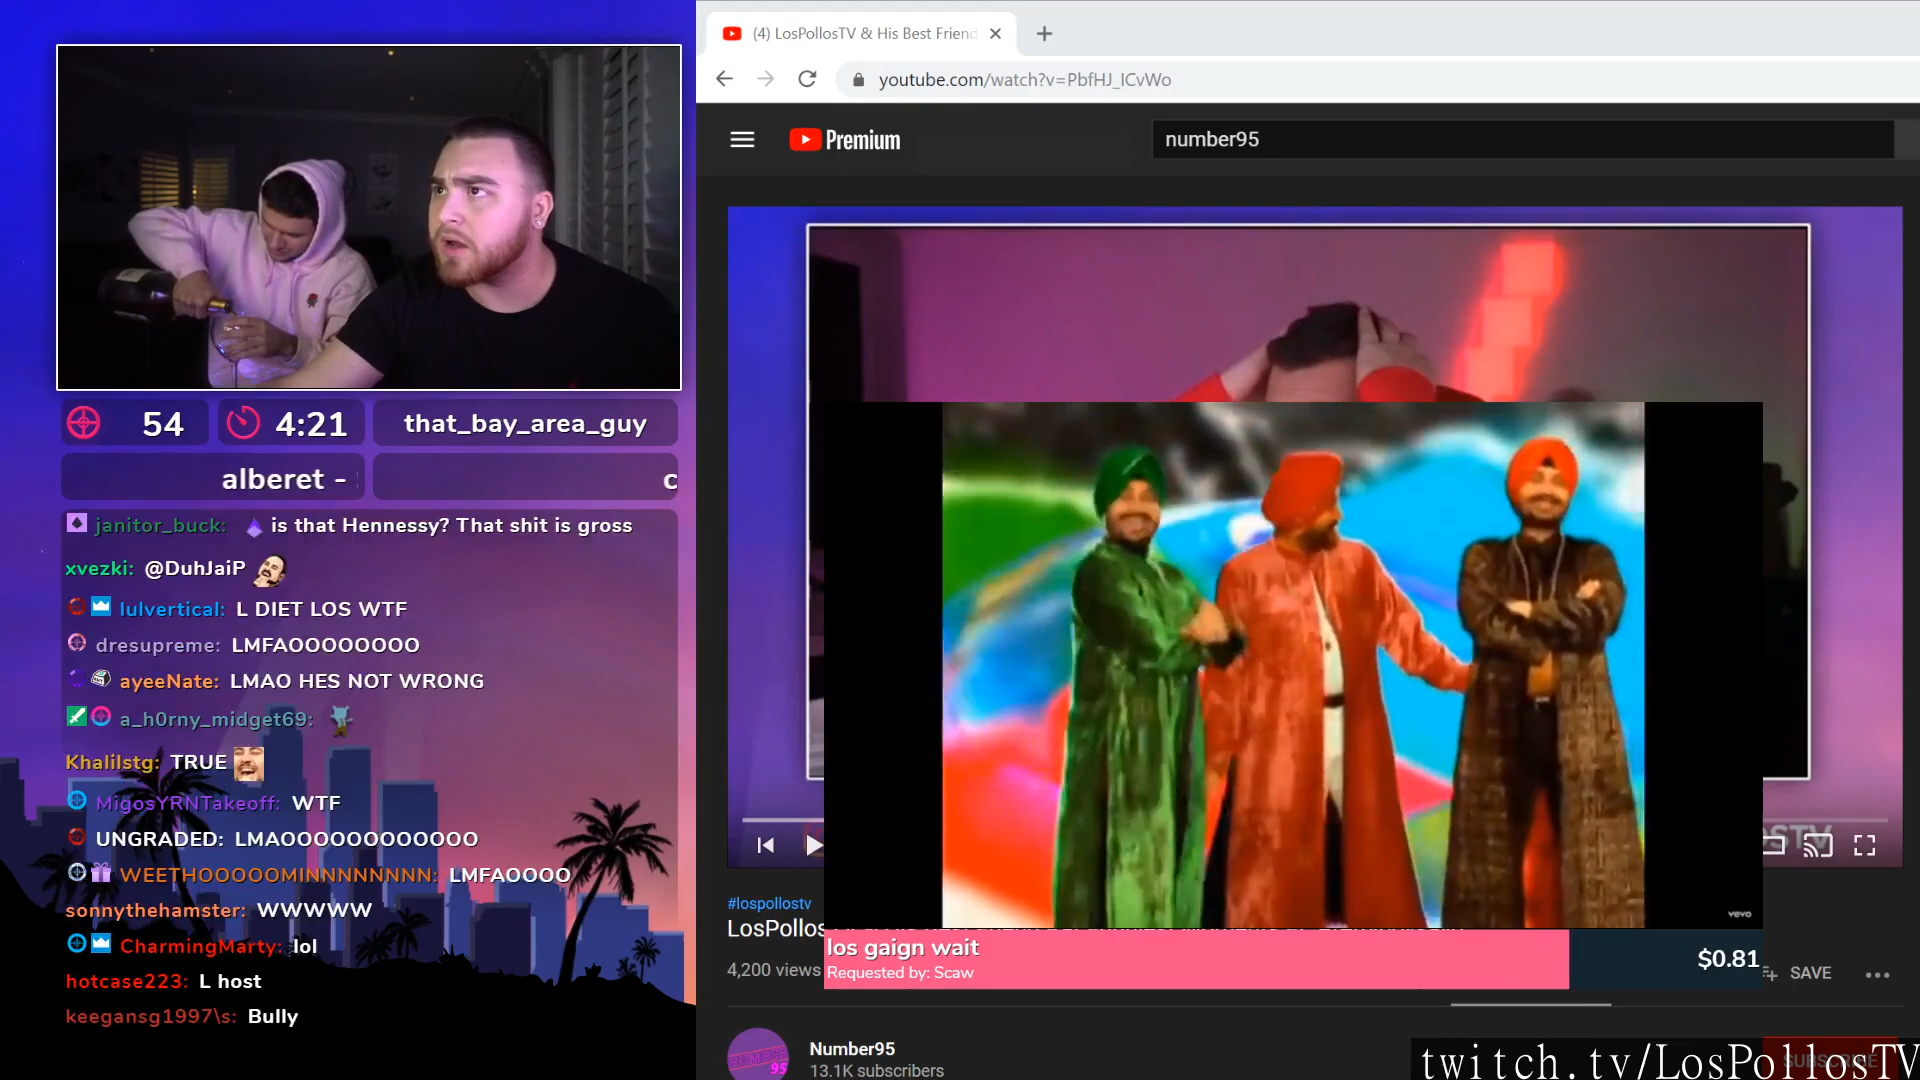 (4) LosPollosTV & His Best Friend
youtube.com/watch?v=PbfHJ_ICvWo
Premium
number95
54
4:21
that_bay_area_guy
alberet -
c
janitor_buck: is that Hennessy? That shit is gross
xvezki: @DuhJaiP
lulvertical: L DIET LOS WTF
dresupreme: LMFAOOOOOOOO
ayeeNate: LMAO HES NOT WRONG
a_h0rny_midget69:
Khalilstg: TRUE
MigosYRNTakeoff: WTF
UNGRADED: LMAOOOOOOOOOOOO
WEETHOOOOOMINNNNNNNN: LMFAOOOO
sonnythehamster: WWWWW
CharmingMarty: lol
hotcase223: L host
keegansg1997\s: Bully
vevo
#lospollostv
LosPollos
los gaign wait
Requested by: Scaw
$0.81
4,200 views
SAVE
Number95
13.1K subscribers
SUBSCRIBE
twitch.tv/LosPollosTV